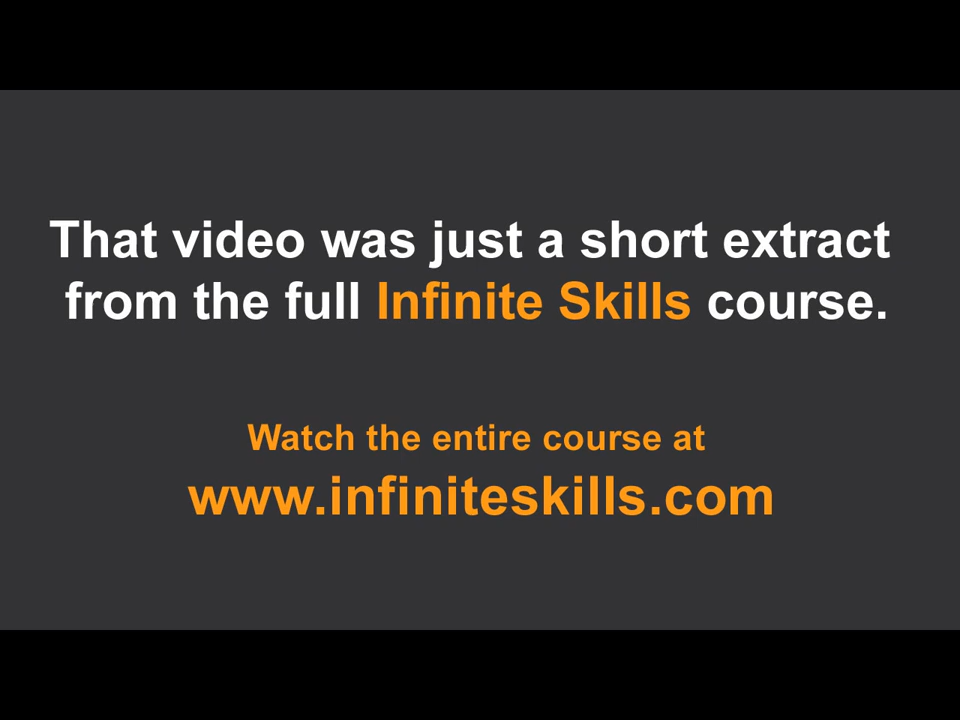 That video was just a short extract
from the full Infinite Skills course.
Watch the entire course at
www.infiniteskills.com